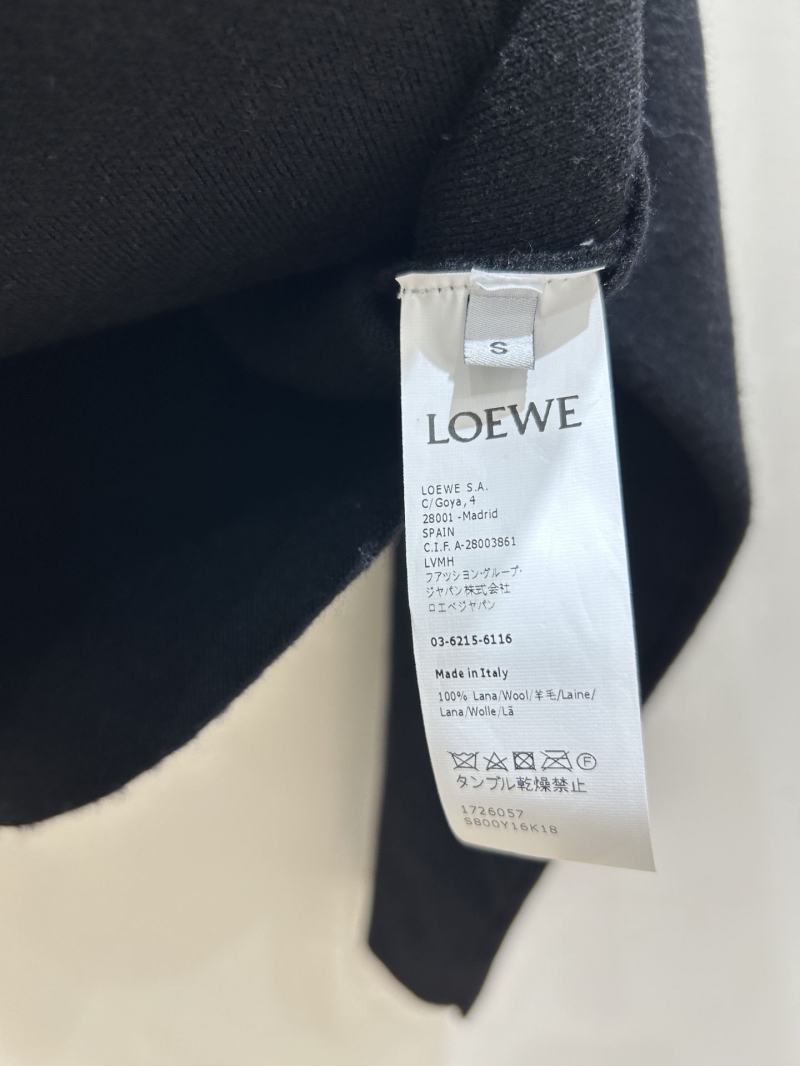 S
LOEWE
LOEWE S.A.
C/Goya, 4
28001 -Madrid
SPAIN
C.I.F. A-28003861
LVMH
フアッション・グループ・
ジャパン株式会社
ロエベジャパン
03-6215-6116
Made in Italy
100% Lana/Wool/羊毛/Laine/
Lana/Wolle/Lã
F
タンブル乾燥禁止
1726057
S800Y16K18